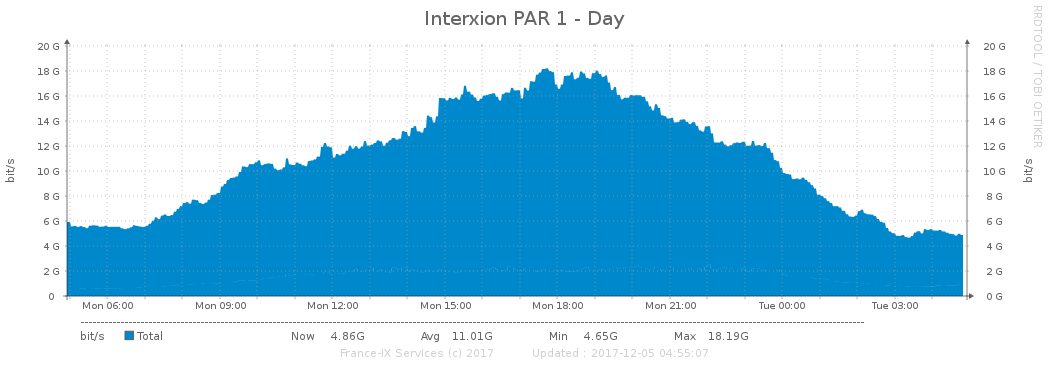 Interxion PAR 1 - Day
RRDTOOL / TOBI OETIKER
bit/s
20 G 20 G
18 G 18 G
16 G 16 G
14 G 14 G
12 G 12 G
10 G 10 G
8 G 8 G
6 G 6 G
4 G 4 G
2 G 2 G
0 0 G
bit/s
Mon 06:00 Mon 09:00 Mon 12:00 Mon 15:00 Mon 18:00 Mon 21:00 Tue 00:00 Tue 03:00
bit/s Total Now 4.86G Avg 11.01G Min 4.65G Max 18.19G
France-IX Services (c) 2017 Updated : 2017-12-05 04:55:07